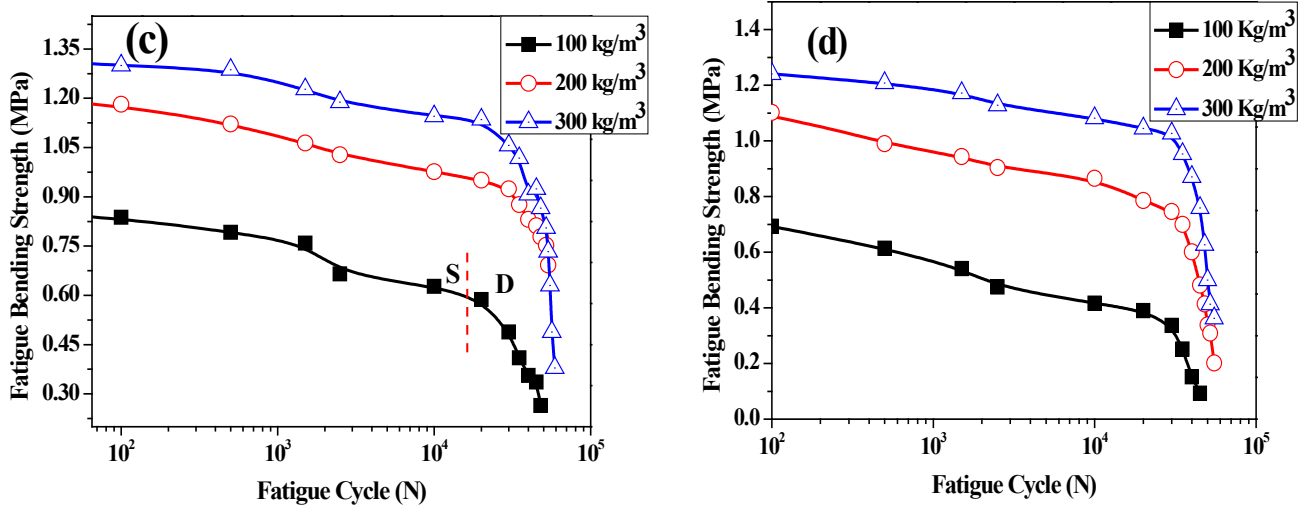 (c)
100 kg/m³
200 kg/m³
300 kg/m³
Fatigue Bending Strength (MPa)
1.35
1.20
1.05
0.90
0.75
0.60
0.45
0.30
S
D
10² 10³ 10⁴ 10⁵
Fatigue Cycle (N)
(d)
100 Kg/m³
200 Kg/m³
300 Kg/m³
Fatigue Bending Strength (MPa)
1.4
1.2
1.0
0.8
0.6
0.4
0.2
0.0
10² 10³ 10⁴ 10⁵
Fatigue Cycle (N)